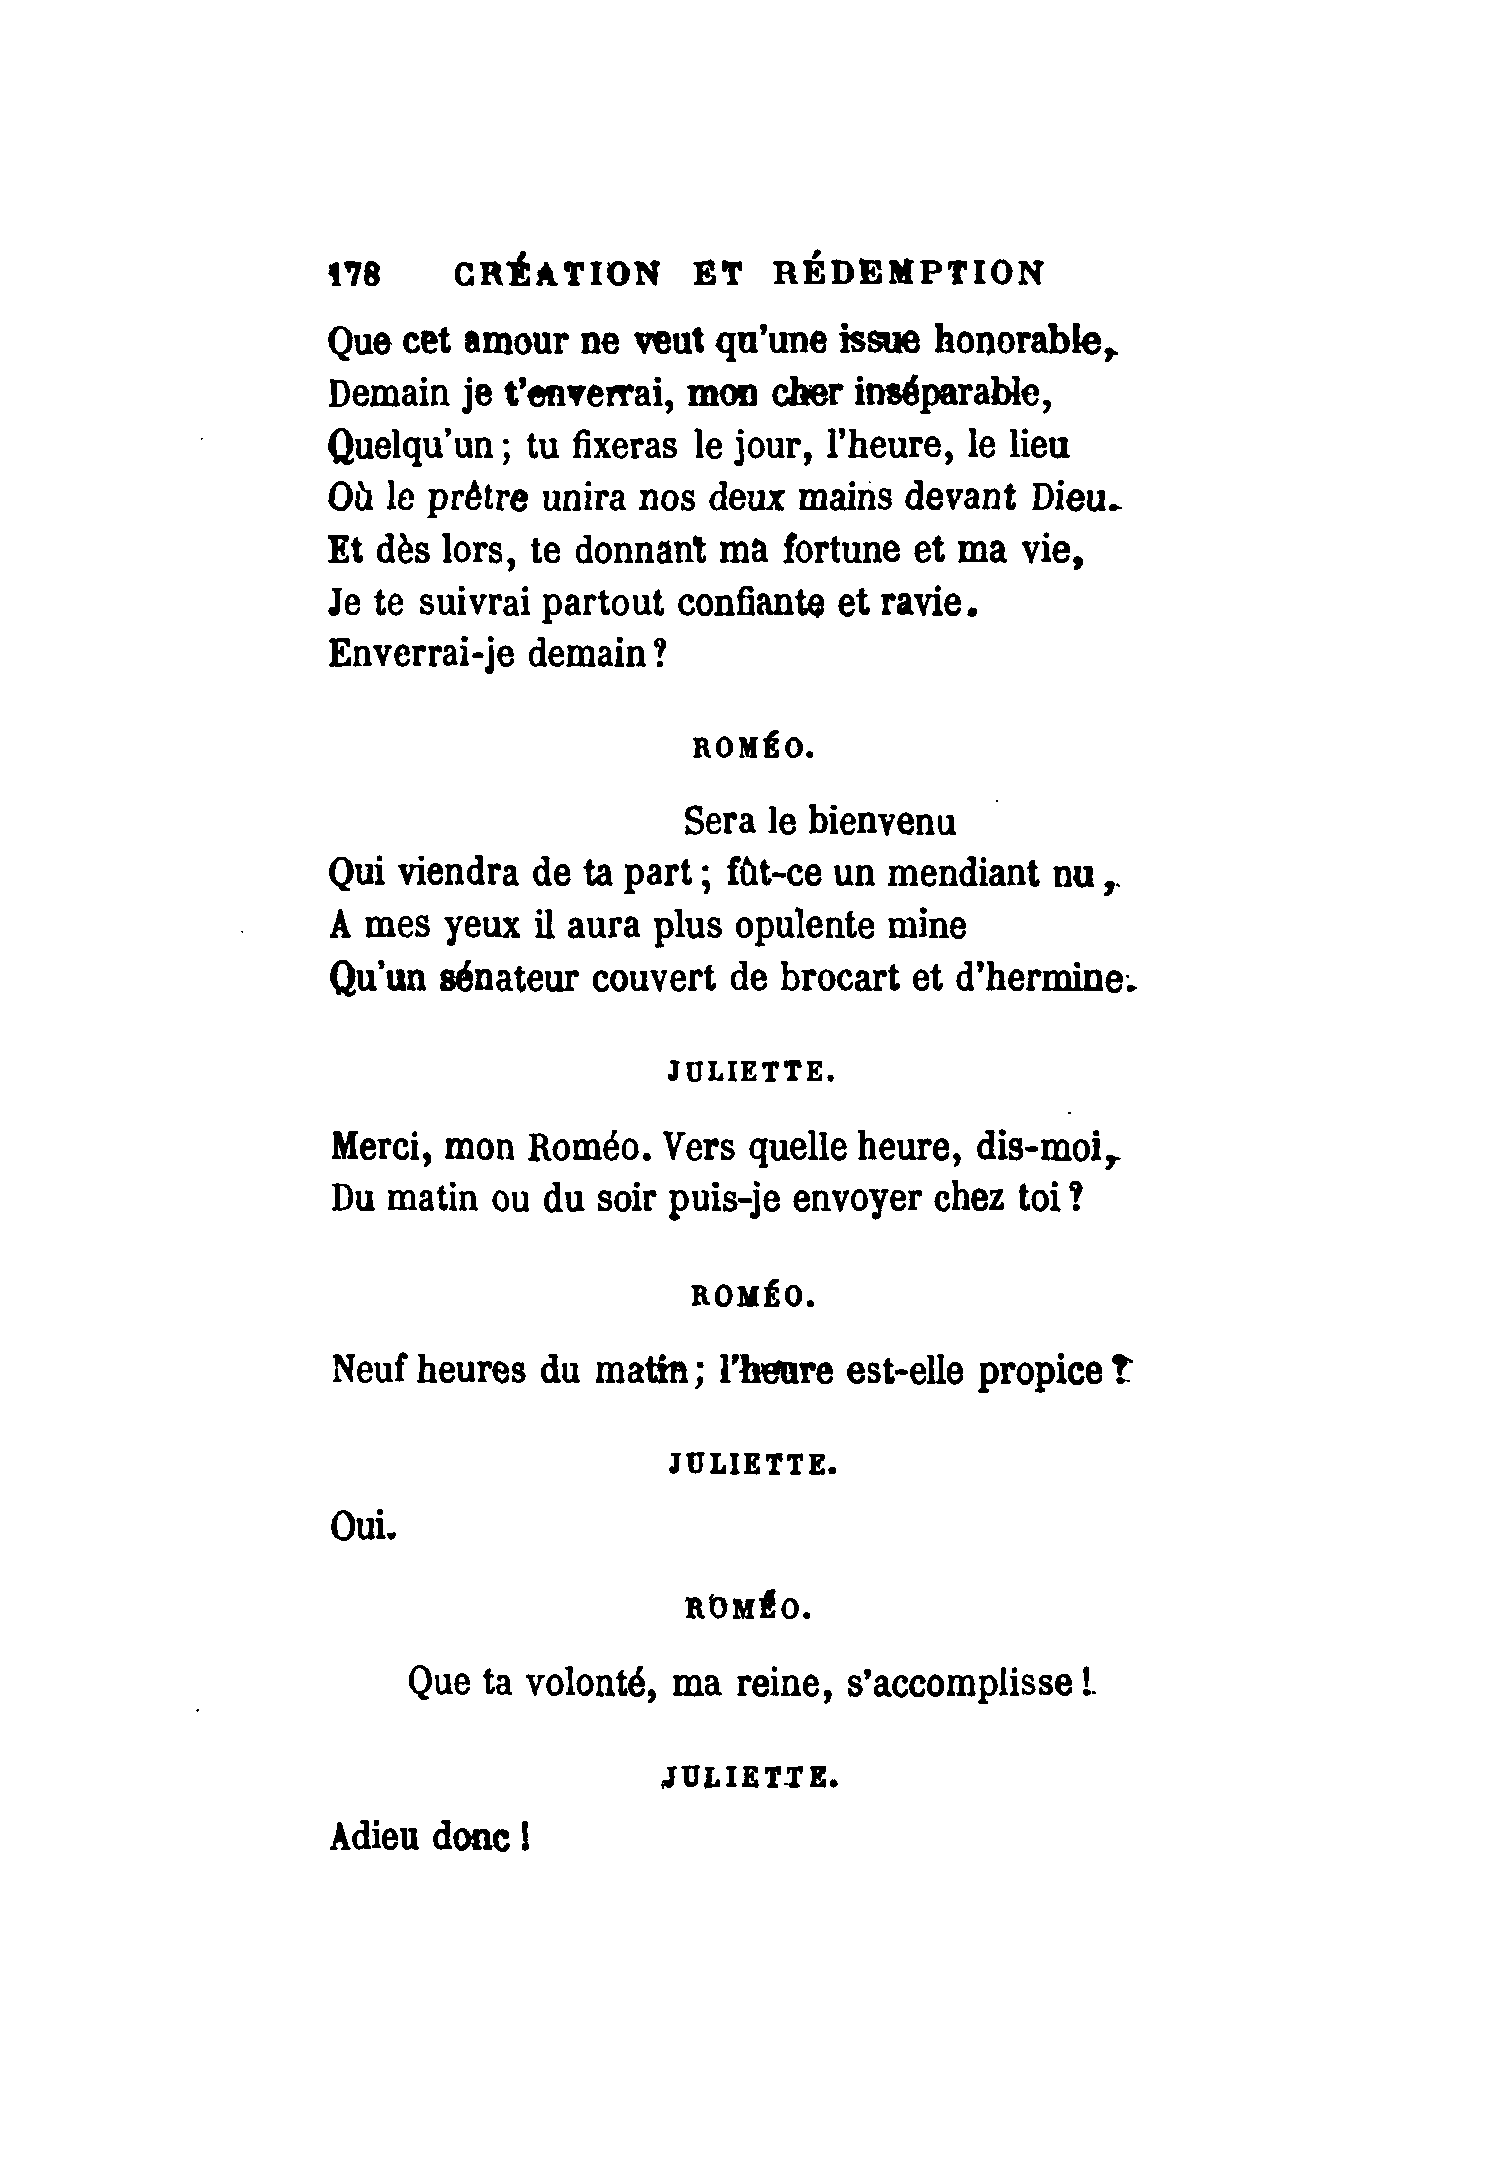 178 CRÉATION ET RÉDEMPTION
Que cet amour ne veut qu'une issue honorable,
Demain je t'enverrai, mon cher inséparable,
Quelqu'un ; tu fixeras le jour, l'heure, le lieu
Où le prêtre unira nos deux mains devant Dieu.
Et dès lors, te donnant ma fortune et ma vie,
Je te suivrai partout confiante et ravie.
Enverrai-je demain ?
ROMÉO.
Sera le bienvenu
Qui viendra de ta part ; fût-ce un mendiant nu,
A mes yeux il aura plus opulente mine
Qu'un sénateur couvert de brocart et d'hermine.
JULIETTE.
Merci, mon Roméo. Vers quelle heure, dis-moi,
Du matin ou du soir puis-je envoyer chez toi ?
ROMÉO.
Neuf heures du matin ; l'heure est-elle propice ?
JULIETTE.
Oui.
ROMÉO.
Que ta volonté, ma reine, s'accomplisse !
JULIETTE.
Adieu donc !